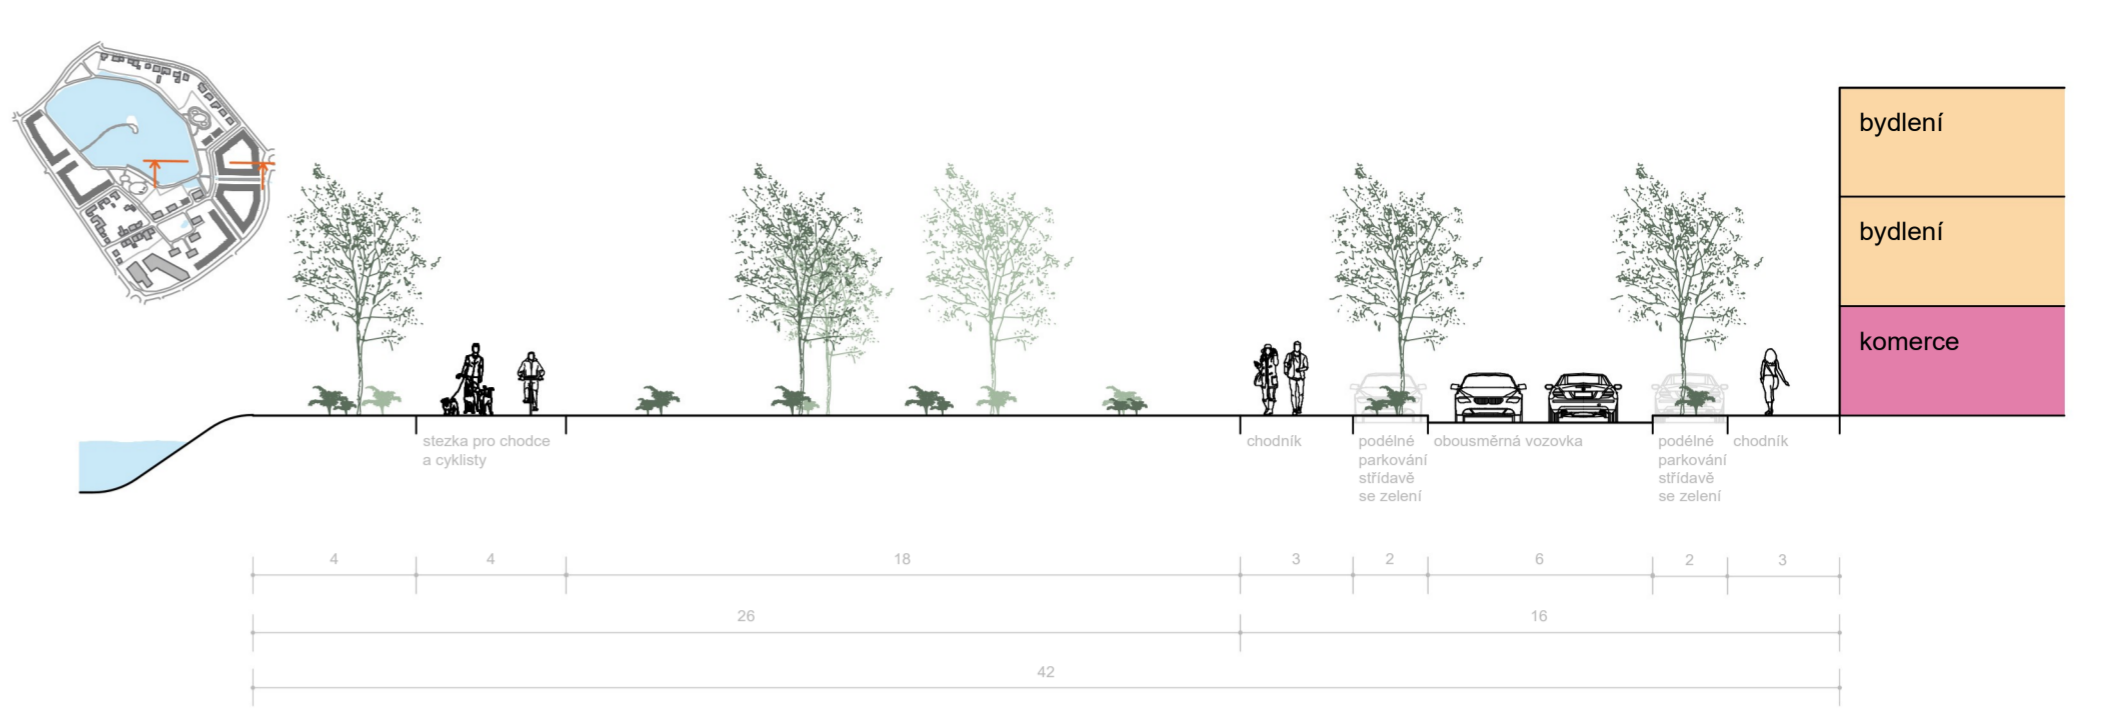 bydlení
bydlení
komerce
stezka pro chodce
a cyklisty
chodník
podélné
parkování
střídavě
se zelení
obousměrná vozovka
podélné
parkování
střídavě
se zelení
chodník
4 4 18 3 2 6 2 3
26 16
42